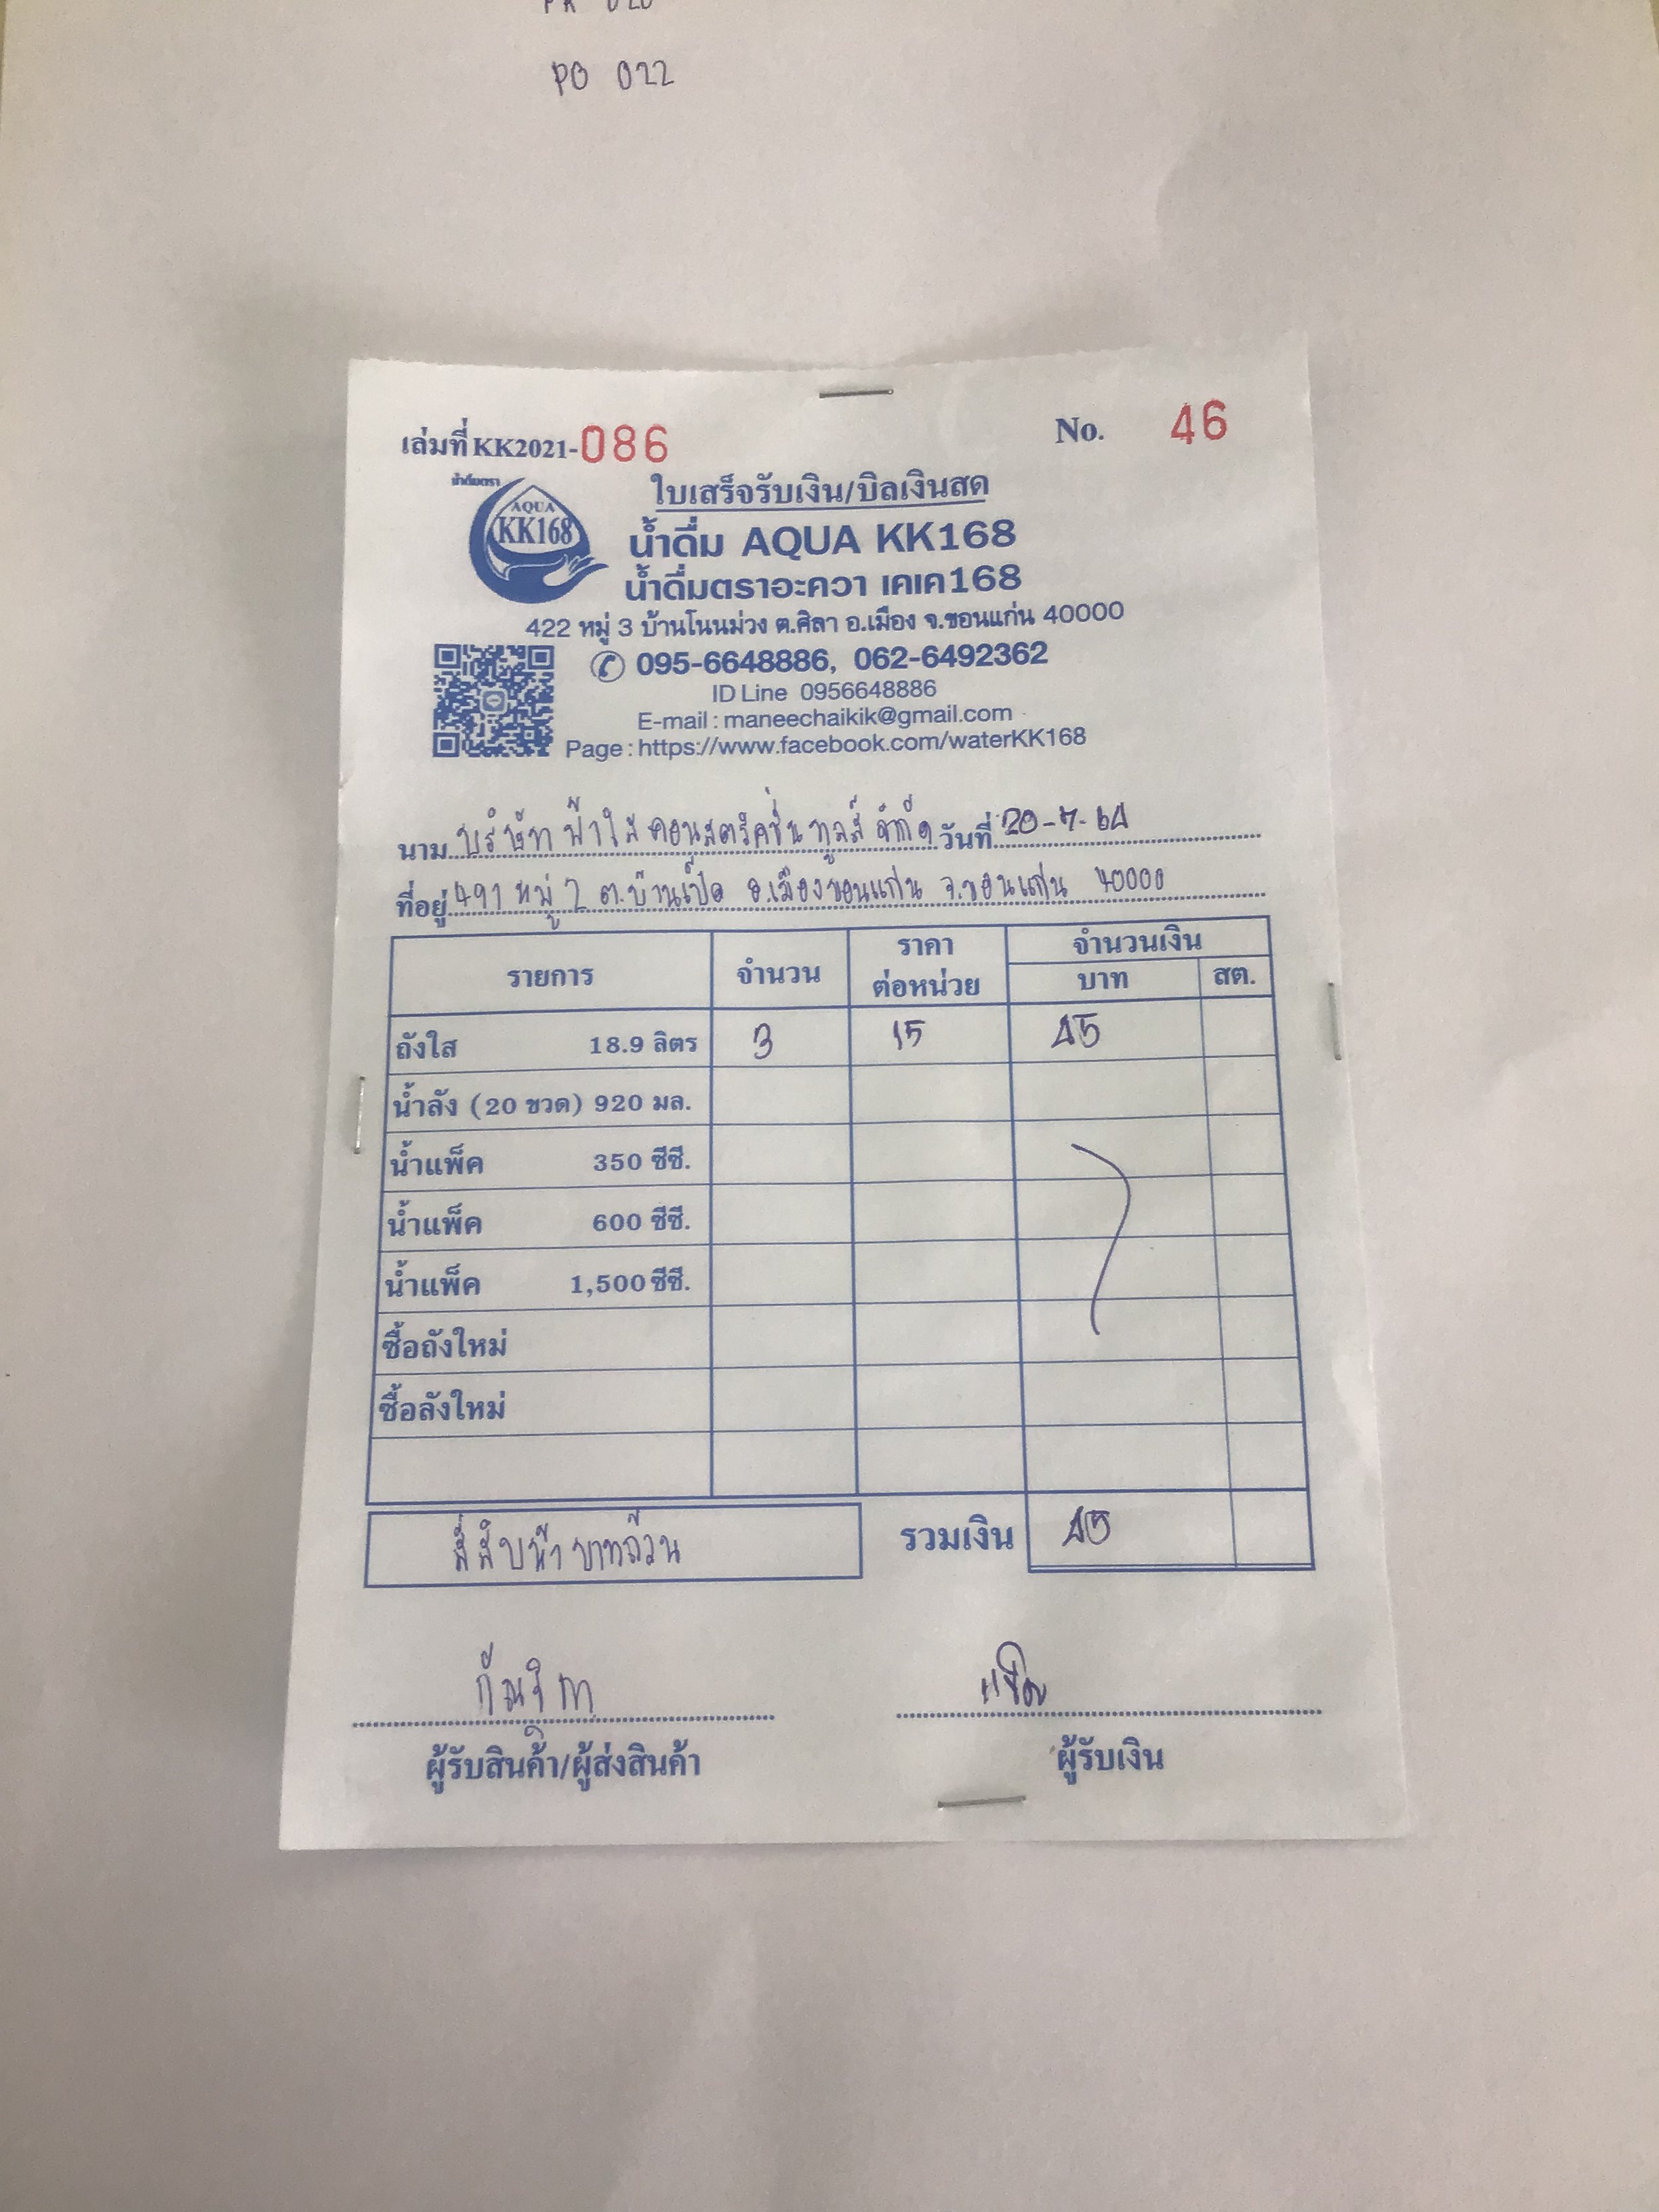 เล่มที่ KK2021-086 No. 46
ใบเสร็จรับเงิน/บิลเงินสด
น้ำดื่มตรา
AQUA
KK168
น้ำดื่ม AQUA KK168
น้ำดื่มตราอะควา เคเค168
422 หมู่ 3 บ้านโนนม่วง ต.ศิลา อ.เมือง จ.ขอนแก่น 40000
095-6648886, 062-6492362
ID Line 0956648886
E-mail : maneechaikik@gmail.com
Page : https://www.facebook.com/waterKK168
นาม บริษัท ฟ้าใส คอนสตรัคชั่น กรุ๊ป จำกัด วันที่ 20-7-64
ที่อยู่ 491 หมู่ 2 ต.บ้านเป็ด อ.เมืองขอนแก่น จ.ขอนแก่น 40000
รายการ จำนวน ราคาต่อหน่วย จำนวนเงิน
บาท สต.
ถังใส 18.9 ลิตร 3 15 45
น้ำลัง (20 ขวด) 920 มล.
น้ำแพ็ค 350 ซีซี.
น้ำแพ็ค 600 ซีซี.
น้ำแพ็ค 1,500 ซีซี.
ซื้อถังใหม่
ซื้อลังใหม่
สี่สิบห้าบาทถ้วน รวมเงิน 45
ผู้รับสินค้า/ผู้ส่งสินค้า ผู้รับเงิน
PO 022